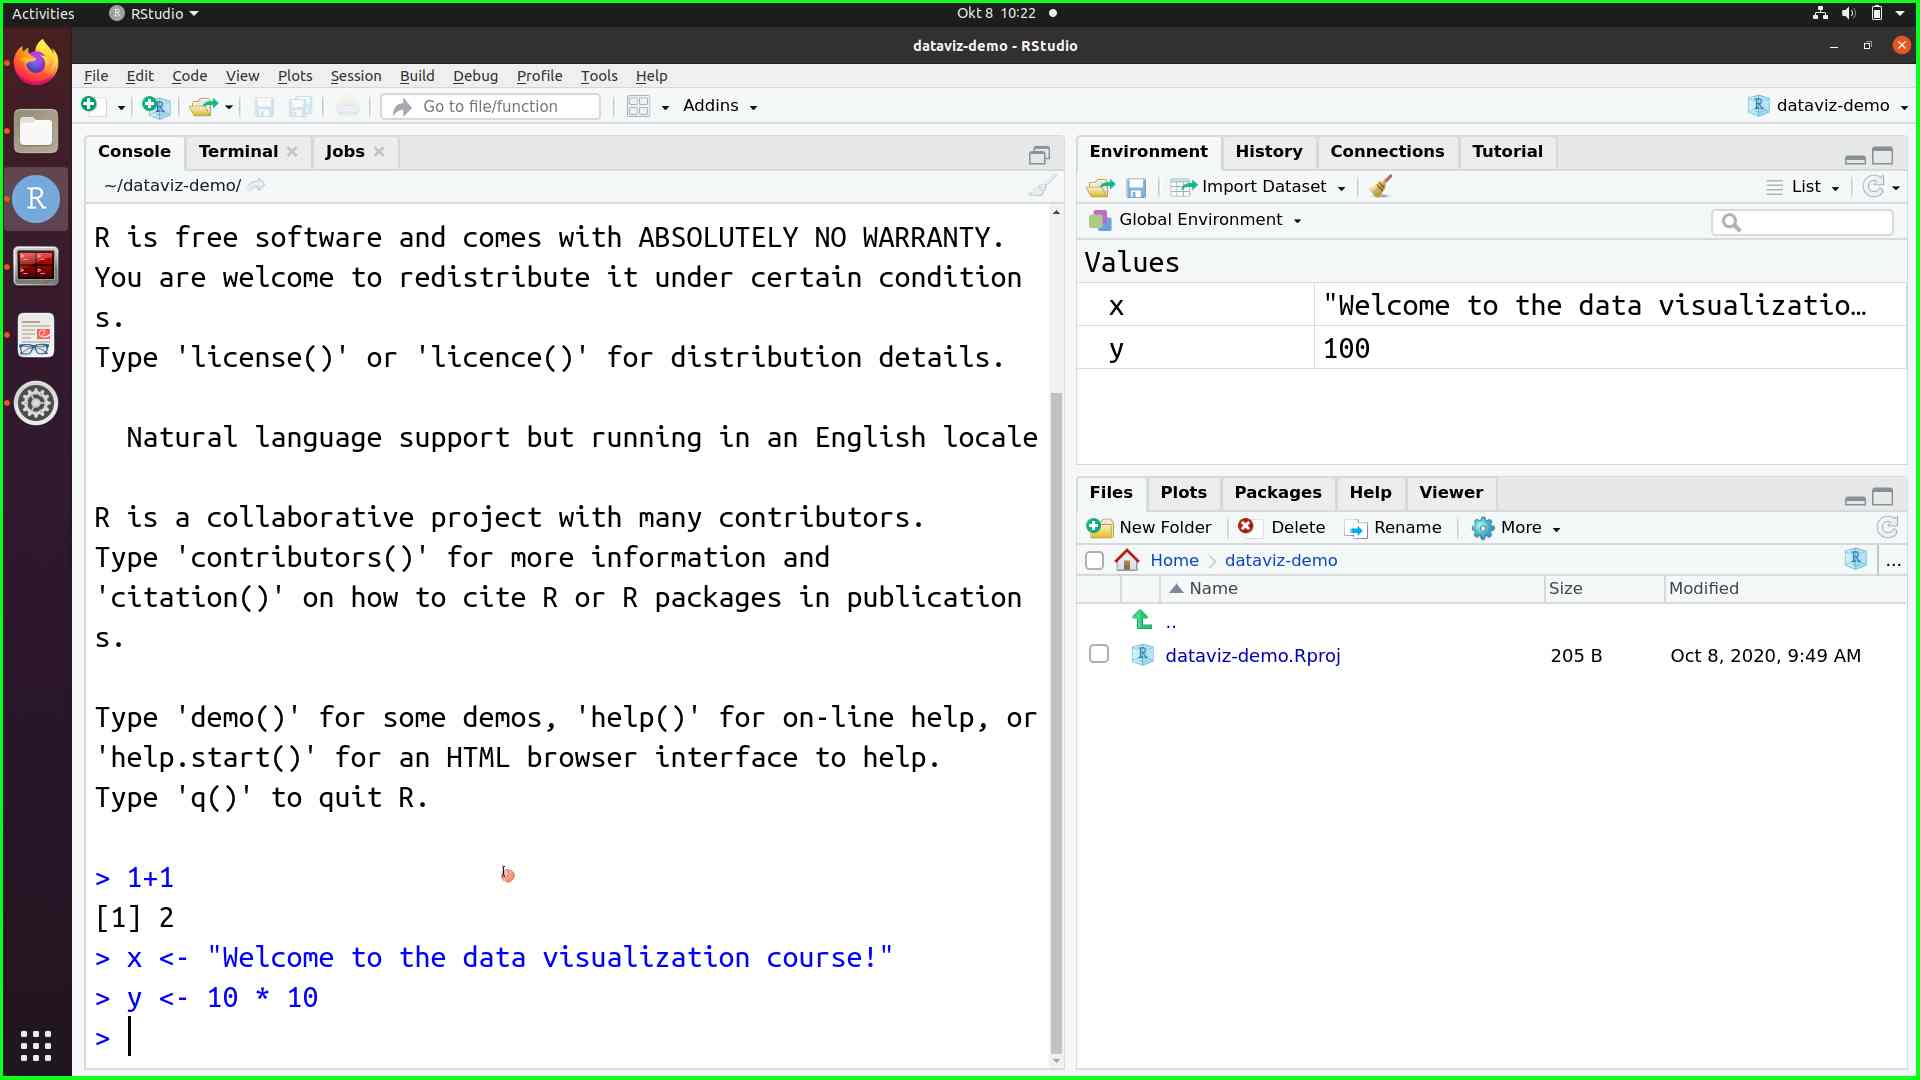 Activities RStudio Okt 8 10:22
dataviz-demo - RStudio
File Edit Code View Plots Session Build Debug Profile Tools Help
Go to file/function Addins dataviz-demo
Console Terminal Jobs
~/dataviz-demo/
R is free software and comes with ABSOLUTELY NO WARRANTY.
You are welcome to redistribute it under certain condition
s.
Type 'license()' or 'licence()' for distribution details.
Natural language support but running in an English locale
R is a collaborative project with many contributors.
Type 'contributors()' for more information and
'citation()' on how to cite R or R packages in publication
s.
Type 'demo()' for some demos, 'help()' for on-line help, or
'help.start()' for an HTML browser interface to help.
Type 'q()' to quit R.
> 1+1
[1] 2
> x <- "Welcome to the data visualization course!"
> y <- 10 * 10
>
Environment History Connections Tutorial
Import Dataset List
Global Environment
Values
x "Welcome to the data visualizatio…
y 100
Files Plots Packages Help Viewer
New Folder Delete Rename More
Home dataviz-demo ...
Name Size Modified
..
dataviz-demo.Rproj 205 B Oct 8, 2020, 9:49 AM